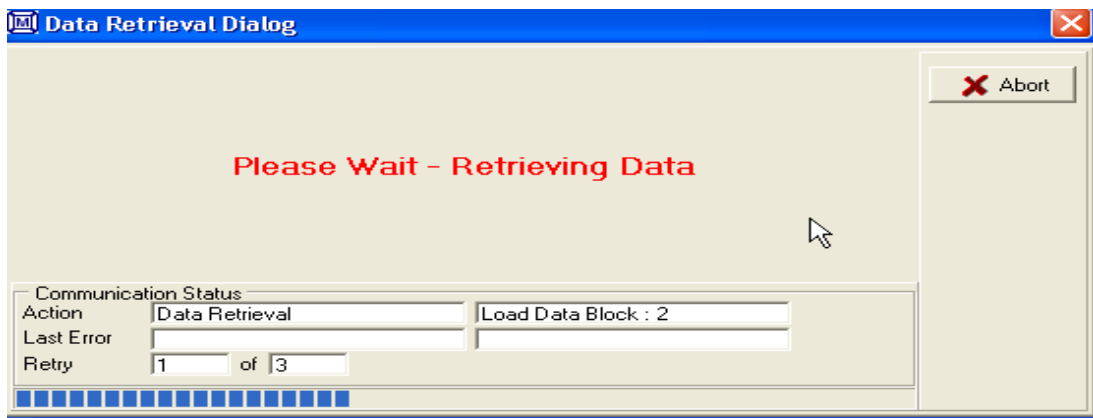 M Data Retrieval Dialog
Abort
Please Wait - Retrieving Data
Communication Status
Action Data Retrieval Load Data Block : 2
Last Error
Retry 1 of 3